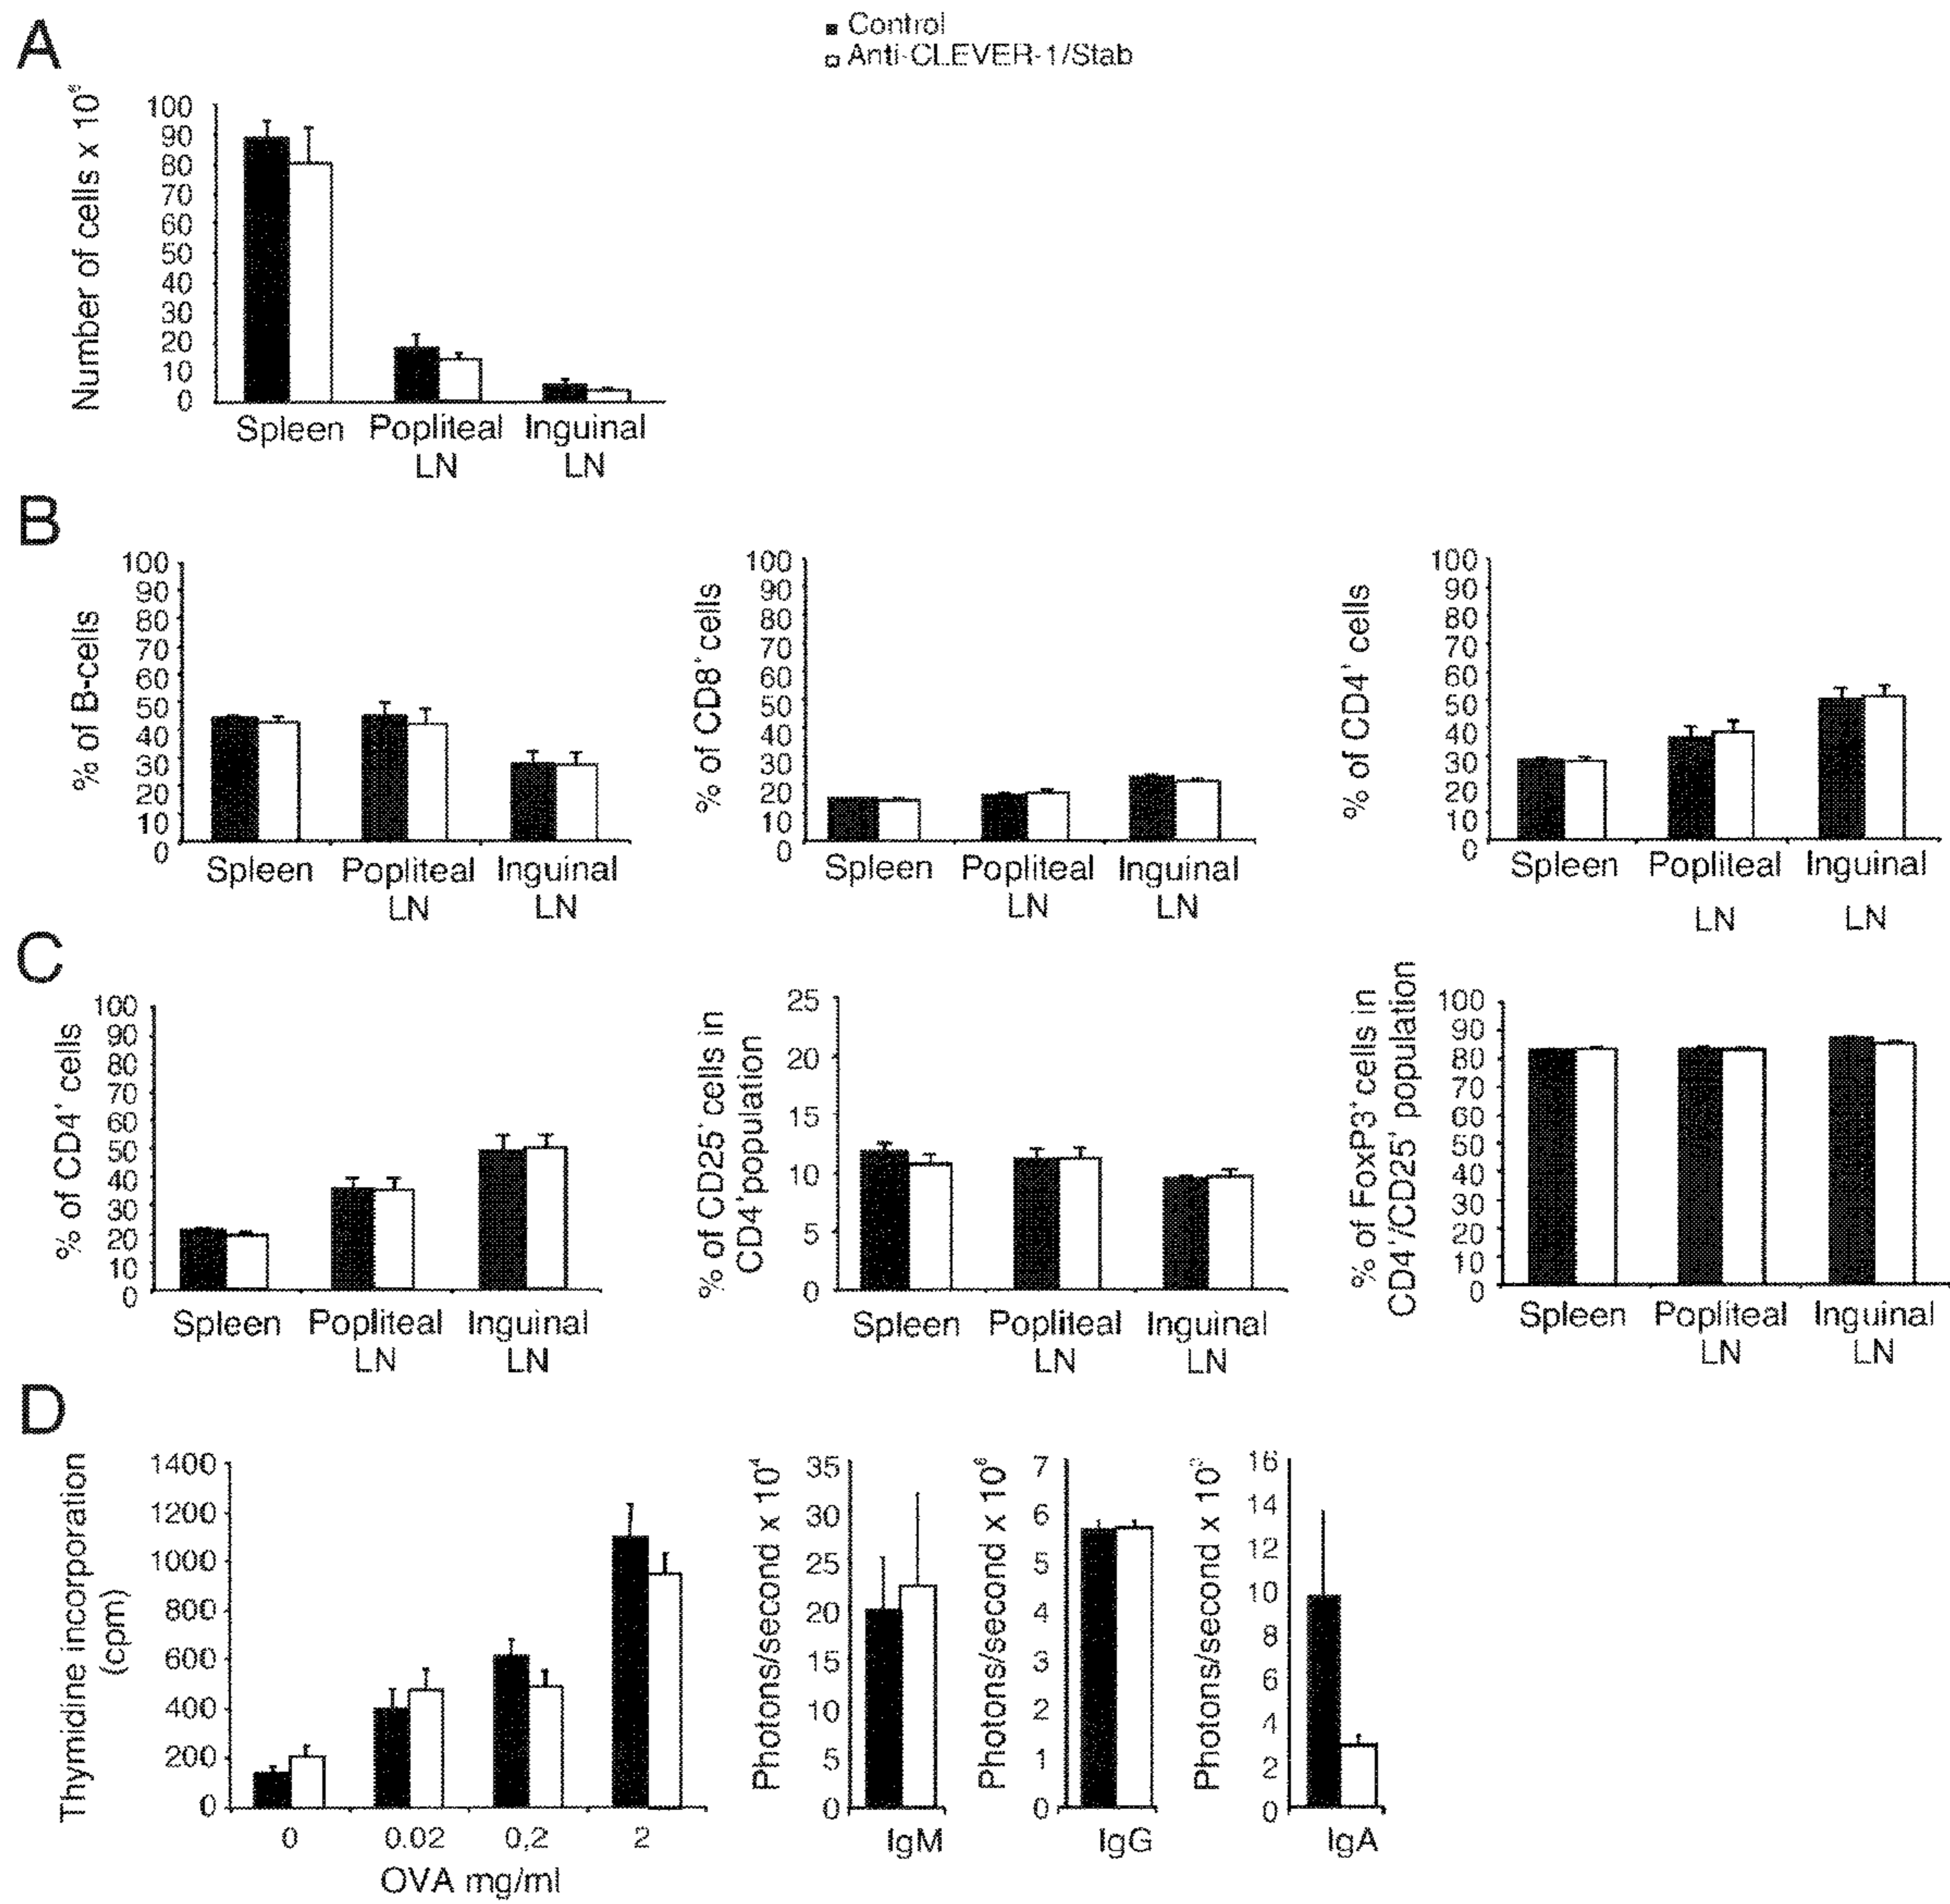 A
■ Control
□ Anti-CLEVER-1/Stab
Number of cells x 10⁶
100
90
80
70
60
50
40
30
20
10
0
Spleen
Popliteal
LN
Inguinal
LN
B
% of B-cells
100
90
80
70
60
50
40
30
20
10
0
Spleen
Popliteal
LN
Inguinal
LN
% of CD8⁺ cells
100
90
80
70
60
50
40
30
20
10
0
Spleen
Popliteal
LN
Inguinal
LN
% of CD4⁺ cells
100
90
80
70
60
50
40
30
20
10
0
Spleen
Popliteal
LN
Inguinal
LN
C
% of CD4⁺ cells
100
90
80
70
60
50
40
30
20
10
0
Spleen
Popliteal
LN
Inguinal
LN
% of CD25⁺ cells in
CD4⁺ population
25
20
15
10
5
0
Spleen
Popliteal
LN
Inguinal
LN
% of FoxP3⁺ cells in
CD4⁺/CD25⁺ population
100
90
80
70
60
50
40
30
20
10
0
Spleen
Popliteal
LN
Inguinal
LN
D
Thymidine incorporation
(cpm)
1400
1200
1000
800
600
400
200
0
0
0.02
0,2
2
OVA mg/ml
Photons/second x 10⁴
35
30
25
20
15
10
5
0
IgM
Photons/second x 10⁶
7
6
5
4
3
2
1
0
IgG
Photons/second x
16
14
12
10
8
6
4
2
0
IgA